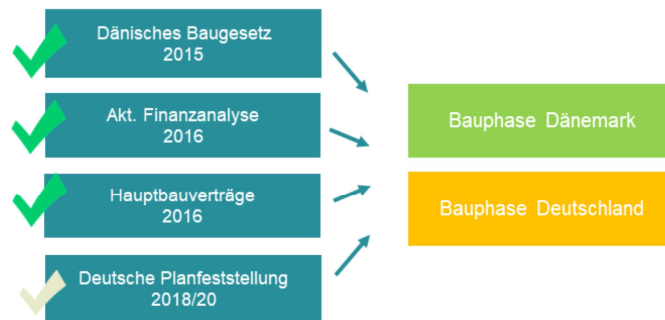 Dänisches Baugesetz
2015
Akt. Finanzanalyse
2016
Hauptbauverträge
2016
Deutsche Planfeststellung
2018/20
Bauphase Dänemark
Bauphase Deutschland